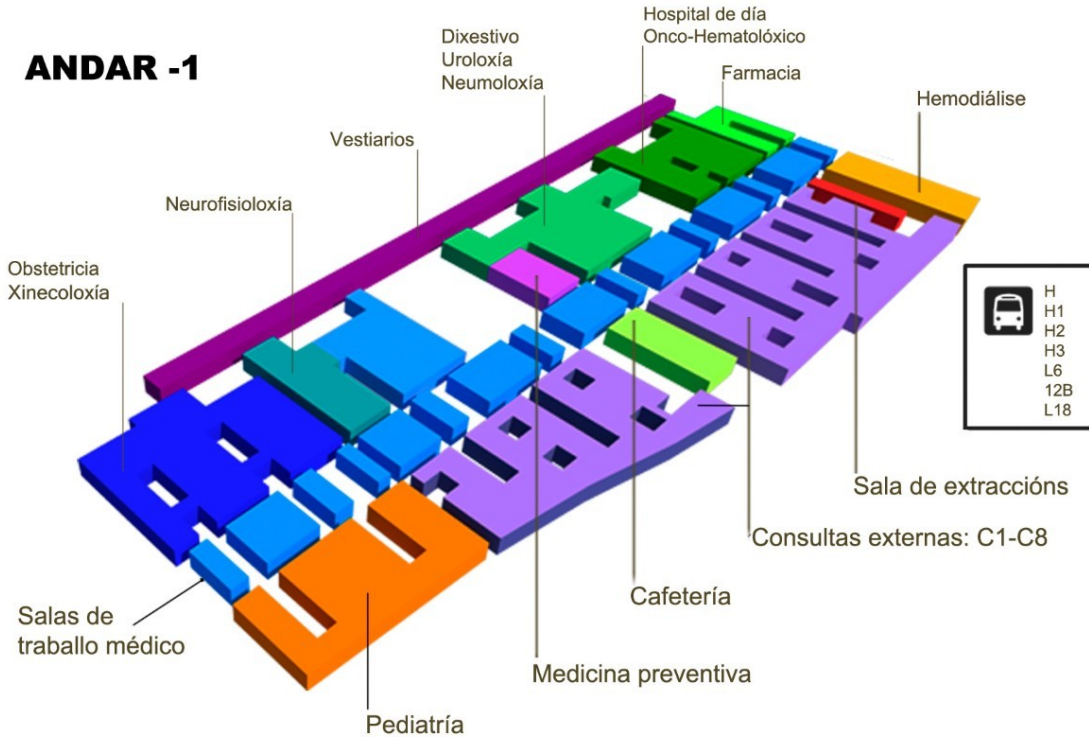 ANDAR -1
Hospital de día
Onco-Hematolóxico
Dixestivo
Uroloxía
Neumoloxía
Farmacia
Hemodiálise
Vestiarios
Neurofisioloxía
Obstetricia
Xinecoloxía
H
H1
H2
H3
L6
12B
L18
Sala de extraccións
Consultas externas: C1-C8
Cafetería
Salas de
traballo médico
Medicina preventiva
Pediatría